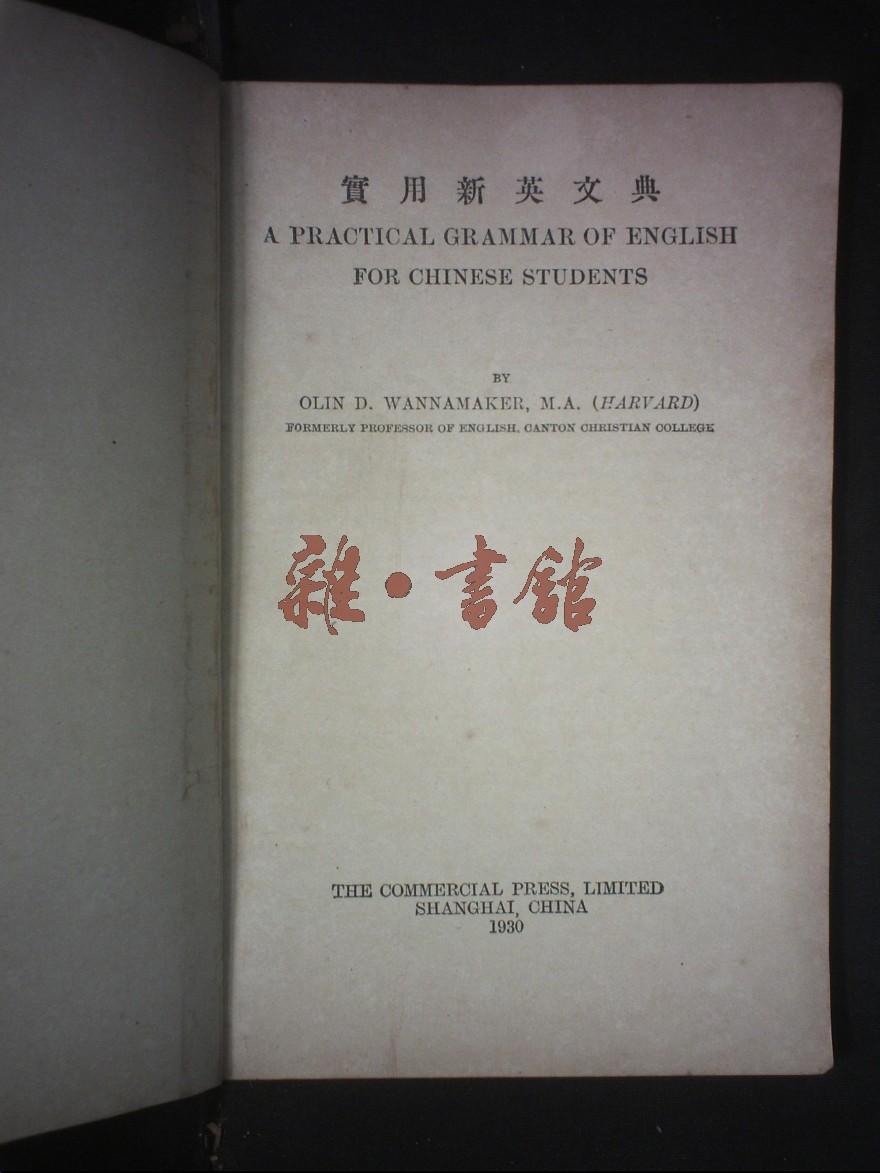 實用新英文典
A PRACTICAL GRAMMAR OF ENGLISH
FOR CHINESE STUDENTS
BY
OLIN D. WANNAMAKER, M.A. (HARVARD)
FORMERLY PROFESSOR OF ENGLISH, CANTON CHRISTIAN COLLEGE
雜·書館
THE COMMERCIAL PRESS, LIMITED
SHANGHAI, CHINA
1930